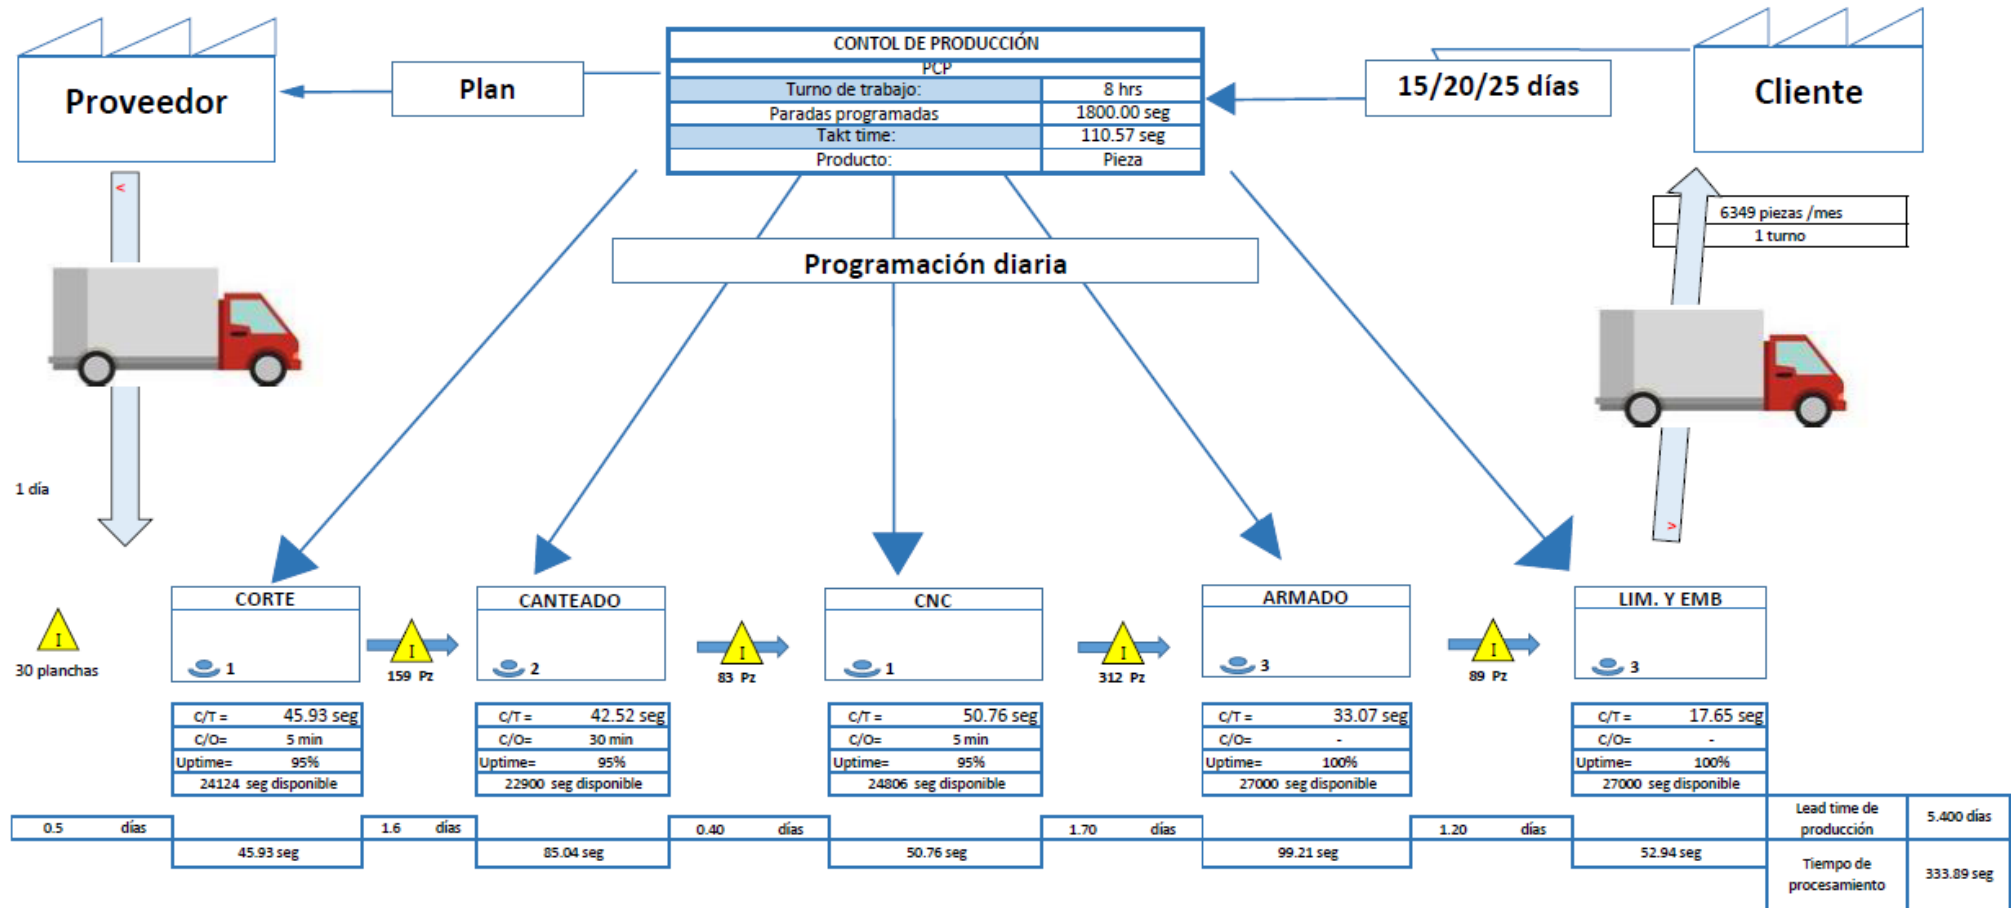 CONTOL DE PRODUCCIÓN
PCP
Turno de trabajo: 8 hrs
Paradas programadas 1800.00 seg
Takt time: 110.57 seg
Producto: Pieza
Proveedor
Plan
15/20/25 días
Cliente
<
6349 piezas /mes
1 turno
Programación diaria
1 día
>
30 planchas
I
CORTE
1
I
159 Pz
CANTEADO
2
I
83 Pz
CNC
1
I
312 Pz
ARMADO
3
I
89 Pz
LIM. Y EMB
3
C/T = 45.93 seg
C/O= 5 min
Uptime= 95%
24124 seg disponible
C/T = 42.52 seg
C/O= 30 min
Uptime= 95%
22900 seg disponible
C/T = 50.76 seg
C/O= 5 min
Uptime= 95%
24806 seg disponible
C/T = 33.07 seg
C/O= -
Uptime= 100%
27000 seg disponible
C/T = 17.65 seg
C/O= -
Uptime= 100%
27000 seg disponible
0.5 días
45.93 seg
1.6 días
85.04 seg
0.40 días
50.76 seg
1.70 días
99.21 seg
1.20 días
52.94 seg
Lead time de
producción
5.400 días
Tiempo de
procesamiento
333.89 seg